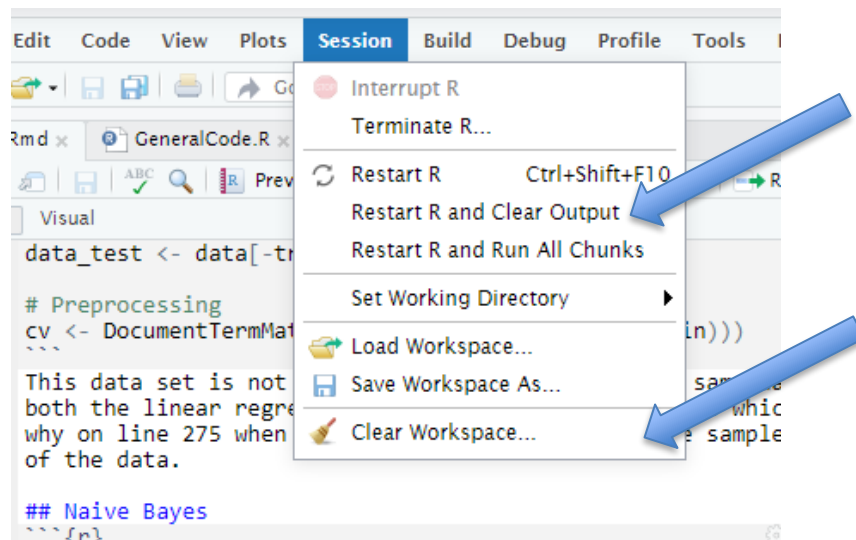 Edit Code View Plots Session Build Debug Profile Tools
Go
Interrupt R
Terminate R...
Rmd GeneralCode.R
Restart R Ctrl+Shift+F10
ABC R Prev R
Restart R and Clear Output
Visual
Restart R and Run All Chunks
data_test <- data[-tr
Set Working Directory
# Preprocessing
cv <- DocumentTermMat in)))
```
Load Workspace...
This data set is not sam
Save Workspace As...
both the linear regre whic
Clear Workspace...
why on line 275 when e sample
of the data.
## Naive Bayes
```{r}